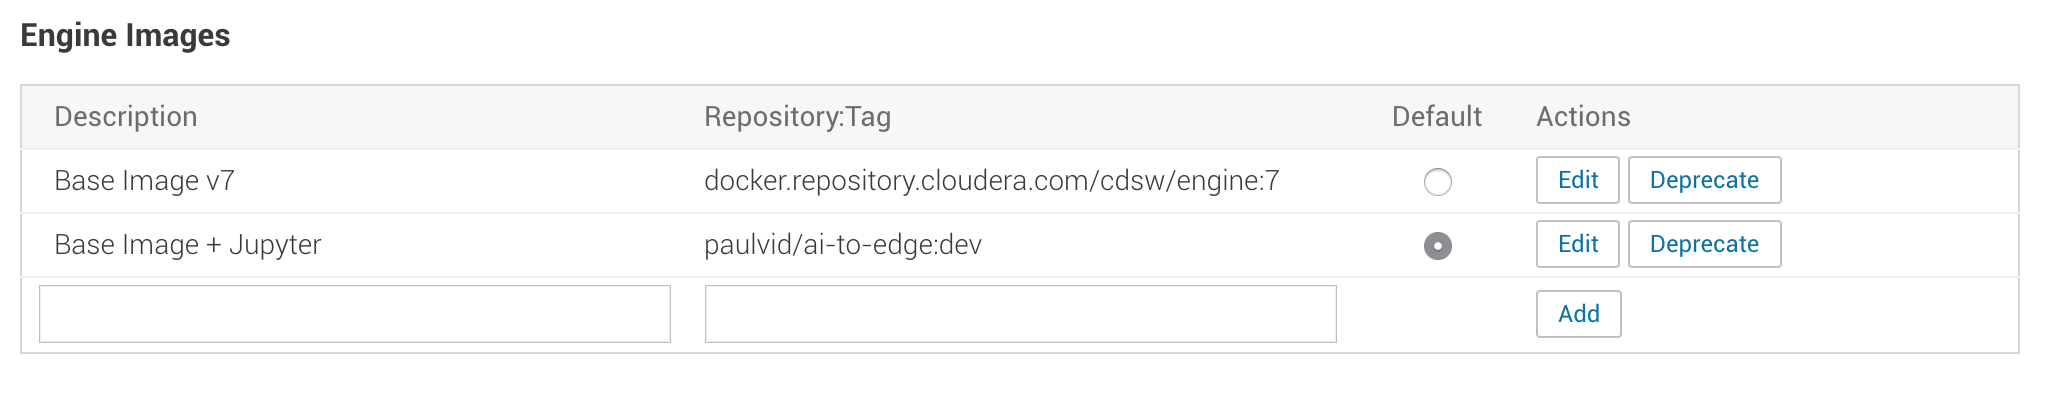 Engine Images
Description Repository:Tag Default Actions
Base Image v7 docker.repository.cloudera.com/cdsw/engine:7 Edit Deprecate
Base Image + Jupyter paulvid/ai-to-edge:dev Edit Deprecate
Add